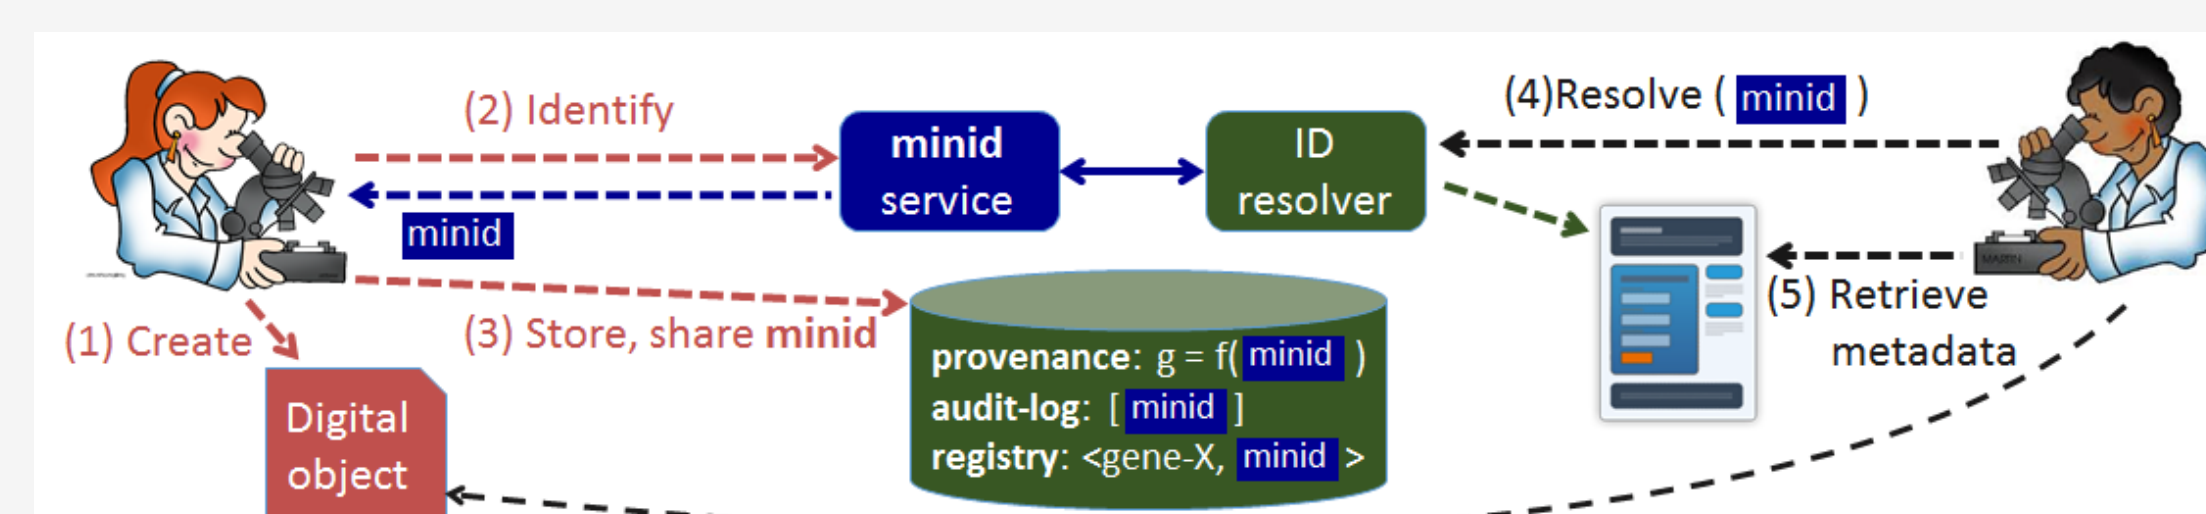 (2) Identify
minid
service
ID
resolver
(4)Resolve ( minid )
minid
(1) Create
(3) Store, share minid
(5) Retrieve
metadata
MARTIN
provenance: g = f( minid )
audit-log: [ minid ]
registry: <gene-X, minid >
Digital
object